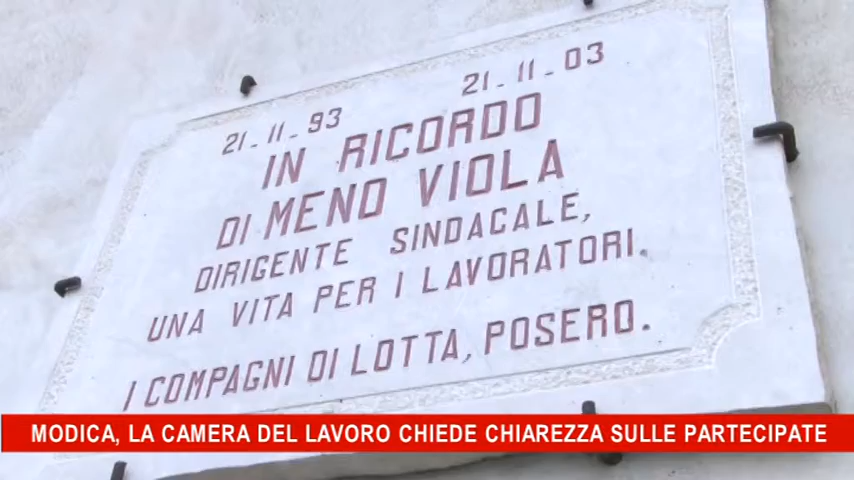 21-11-93 21-11-03
IN RICORDO
DI MENO VIOLA
DIRIGENTE SINDACALE,
UNA VITA PER I LAVORATORI.
I COMPAGNI DI LOTTA, POSERO.
MODICA, LA CAMERA DEL LAVORO CHIEDE CHIAREZZA SULLE PARTECIPATE